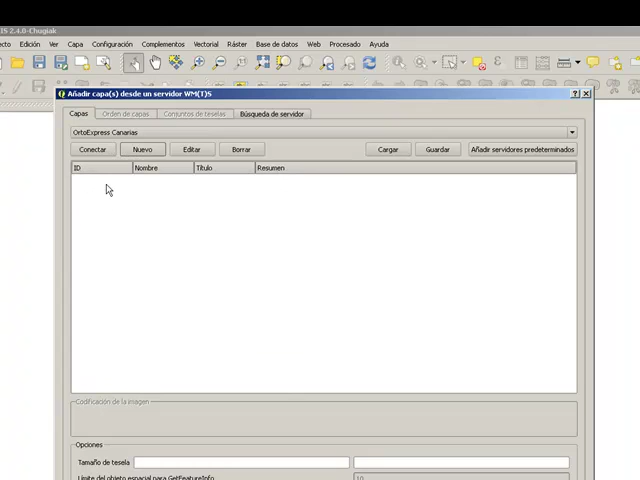 IS 2.4.0-Chugiak
ecto Edición Ver Capa Configuración Complementos Vectorial Ráster Base de datos Web Procesado Ayuda
Añadir capa(s) desde un servidor WM(T)S
Capas Orden de capas Conjuntos de teselas Búsqueda de servidor
OrtoExpress Canarias
Conectar Nuevo Editar Borrar Cargar Guardar Añadir servidores predeterminados
ID Nombre Título Resumen
Codificación de la imagen
Opciones
Tamaño de tesela
Límite del objeto espacial para GetFeatureInfo 10